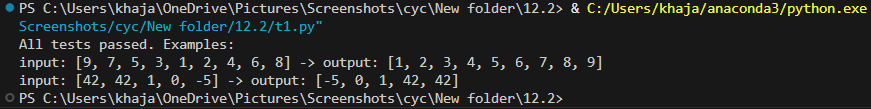 PS C:\Users\khaja\OneDrive\Pictures\Screenshots\cyc\New folder\12.2> & C:/Users/khaja/anaconda3/python.exe
Screenshots/cyc/New folder/12.2/t1.py"
All tests passed. Examples:
input: [9, 7, 5, 3, 1, 2, 4, 6, 8] -> output: [1, 2, 3, 4, 5, 6, 7, 8, 9]
input: [42, 42, 1, 0, -5] -> output: [-5, 0, 1, 42, 42]
PS C:\Users\khaja\OneDrive\Pictures\Screenshots\cyc\New folder\12.2>